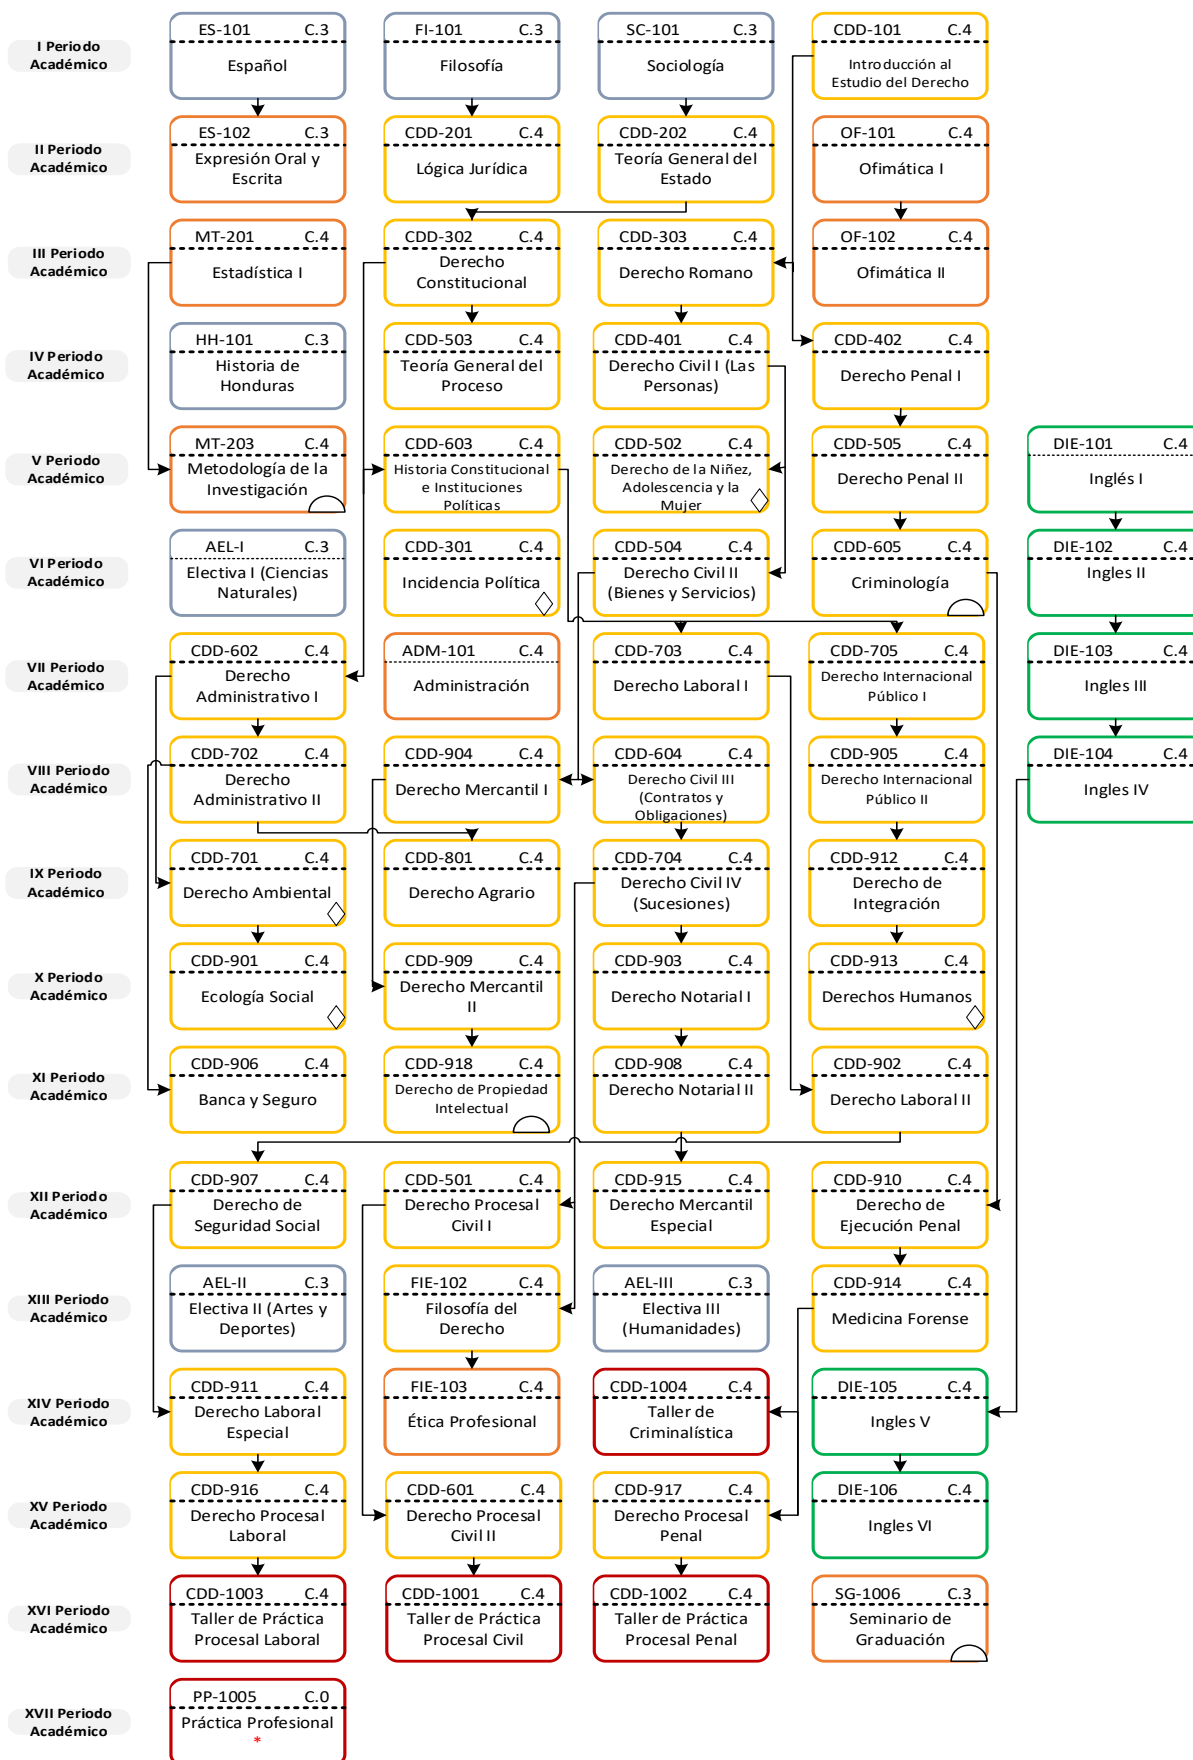 I Periodo
Académico
ES-101 C.3
Español
FI-101 C.3
Filosofía
SC-101 C.3
Sociología
CDD-101 C.4
Introducción al
Estudio del Derecho
II Periodo
Académico
ES-102 C.3
Expresión Oral y
Escrita
CDD-201 C.4
Lógica Jurídica
CDD-202 C.4
Teoría General del
Estado
OF-101 C.4
Ofimática I
III Periodo
Académico
MT-201 C.4
Estadística I
CDD-302 C.4
Derecho
Constitucional
CDD-303 C.4
Derecho Romano
OF-102 C.4
Ofimática II
IV Periodo
Académico
HH-101 C.3
Historia de
Honduras
CDD-503 C.4
Teoría General del
Proceso
CDD-401 C.4
Derecho Civil I (Las
Personas)
CDD-402 C.4
Derecho Penal I
V Periodo
Académico
MT-203 C.4
Metodología de la
Investigación
CDD-603 C.4
Historia Constitucional
e Instituciones
Políticas
CDD-502 C.4
Derecho de la Niñez,
Adolescencia y la
Mujer
CDD-505 C.4
Derecho Penal II
DIE-101 C.4
Inglés I
VI Periodo
Académico
AEL-I C.3
Electiva I (Ciencias
Naturales)
CDD-301 C.4
Incidencia Política
CDD-504 C.4
Derecho Civil II
(Bienes y Servicios)
CDD-605 C.4
Criminología
DIE-102 C.4
Ingles II
VII Periodo
Académico
CDD-602 C.4
Derecho
Administrativo I
ADM-101 C.4
Administración
CDD-703 C.4
Derecho Laboral I
CDD-705 C.4
Derecho Internacional
Público I
DIE-103 C.4
Ingles III
VIII Periodo
Académico
CDD-702 C.4
Derecho
Administrativo II
CDD-904 C.4
Derecho Mercantil I
CDD-604 C.4
Derecho Civil III
(Contratos y
Obligaciones)
CDD-905 C.4
Derecho Internacional
Público II
DIE-104 C.4
Ingles IV
IX Periodo
Académico
CDD-701 C.4
Derecho Ambiental
CDD-801 C.4
Derecho Agrario
CDD-704 C.4
Derecho Civil IV
(Sucesiones)
CDD-912 C.4
Derecho de
Integración
X Periodo
Académico
CDD-901 C.4
Ecología Social
CDD-909 C.4
Derecho Mercantil
II
CDD-903 C.4
Derecho Notarial I
CDD-913 C.4
Derechos Humanos
XI Periodo
Académico
CDD-906 C.4
Banca y Seguro
CDD-918 C.4
Derecho de Propiedad
Intelectual
CDD-908 C.4
Derecho Notarial II
CDD-902 C.4
Derecho Laboral II
XII Periodo
Académico
CDD-907 C.4
Derecho de
Seguridad Social
CDD-501 C.4
Derecho Procesal
Civil I
CDD-915 C.4
Derecho Mercantil
Especial
CDD-910 C.4
Derecho de
Ejecución Penal
XIII Periodo
Académico
AEL-II C.3
Electiva II (Artes y
Deportes)
FIE-102 C.4
Filosofía del
Derecho
AEL-III C.3
Electiva III
(Humanidades)
CDD-914 C.4
Medicina Forense
XIV Periodo
Académico
CDD-911 C.4
Derecho Laboral
Especial
FIE-103 C.4
Ética Profesional
CDD-1004 C.4
Taller de
Criminalística
DIE-105 C.4
Ingles V
XV Periodo
Académico
CDD-916 C.4
Derecho Procesal
Laboral
CDD-601 C.4
Derecho Procesal
Civil II
CDD-917 C.4
Derecho Procesal
Penal
DIE-106 C.4
Ingles VI
XVI Periodo
Académico
CDD-1003 C.4
Taller de Práctica
Procesal Laboral
CDD-1001 C.4
Taller de Práctica
Procesal Civil
CDD-1002 C.4
Taller de Práctica
Procesal Penal
SG-1006 C.3
Seminario de
Graduación
XVII Periodo
Académico
PP-1005 C.0
Práctica Profesional
*